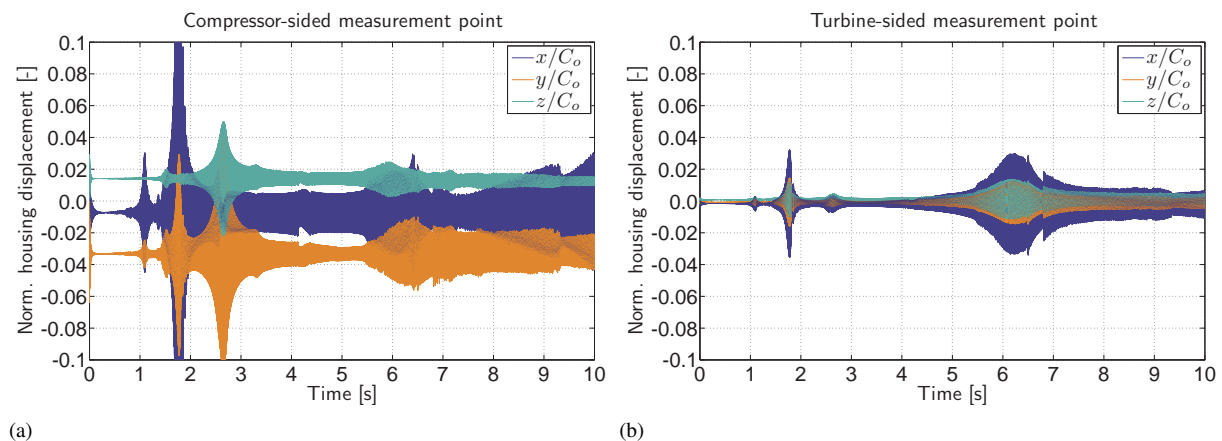 Compressor-sided measurement point
Norm. housing displacement [-]
0.1
0.08
0.06
0.04
0.02
0.0
-0.02
-0.04
-0.06
-0.08
-0.1
x/C_o
y/C_o
z/C_o
0 1 2 3 4 5 6 7 8 9 10
Time [s]
(a)
Turbine-sided measurement point
Norm. housing displacement [-]
0.1
0.08
0.06
0.04
0.02
0.0
-0.02
-0.04
-0.06
-0.08
-0.1
x/C_o
y/C_o
z/C_o
0 1 2 3 4 5 6 7 8 9 10
Time [s]
(b)